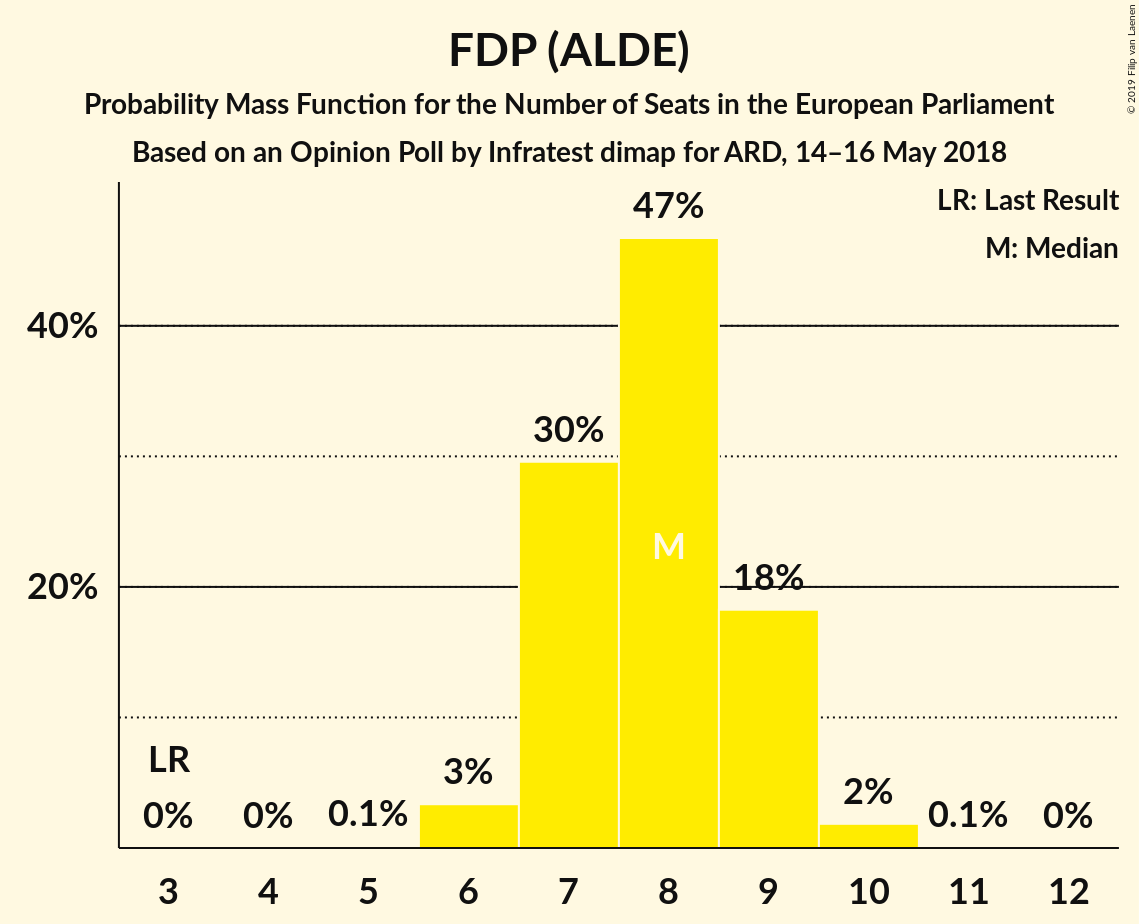 FDP (ALDE)
Probability Mass Function for the Number of Seats in the European Parliament
Based on an Opinion Poll by Infratest dimap for ARD, 14–16 May 2018
© 2019 Filip van Laenen
LR: Last Result
M: Median
47%
40%
30%
M
20%
18%
LR
0%
0%
0.1%
3%
2%
0.1%
0%
3 4 5 6 7 8 9 10 11 12